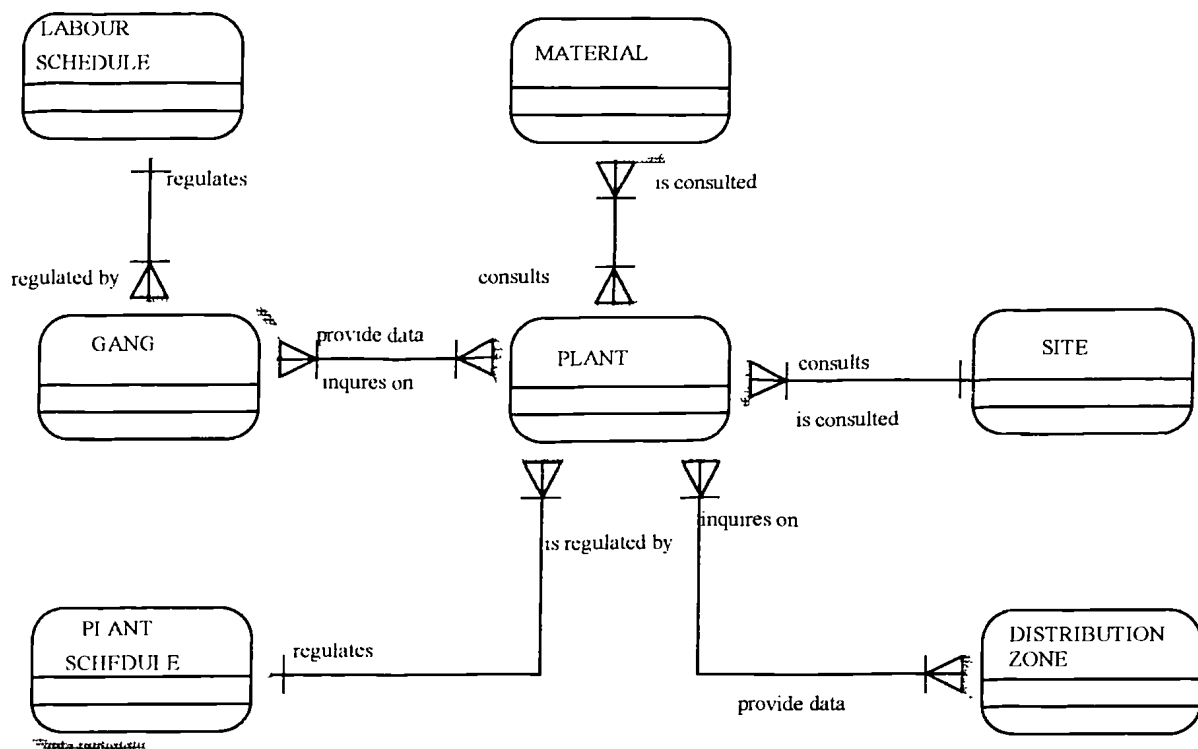 LABOUR
SCHEDULE
MATERIAL
regulates
is consulted
regulated by
consults
GANG
provide data
inqures on
PLANT
consults
is consulted
SITE
is regulated by
inquires on
PLANT
SCHEDULE
regulates
provide data
DISTRIBUTION
ZONE